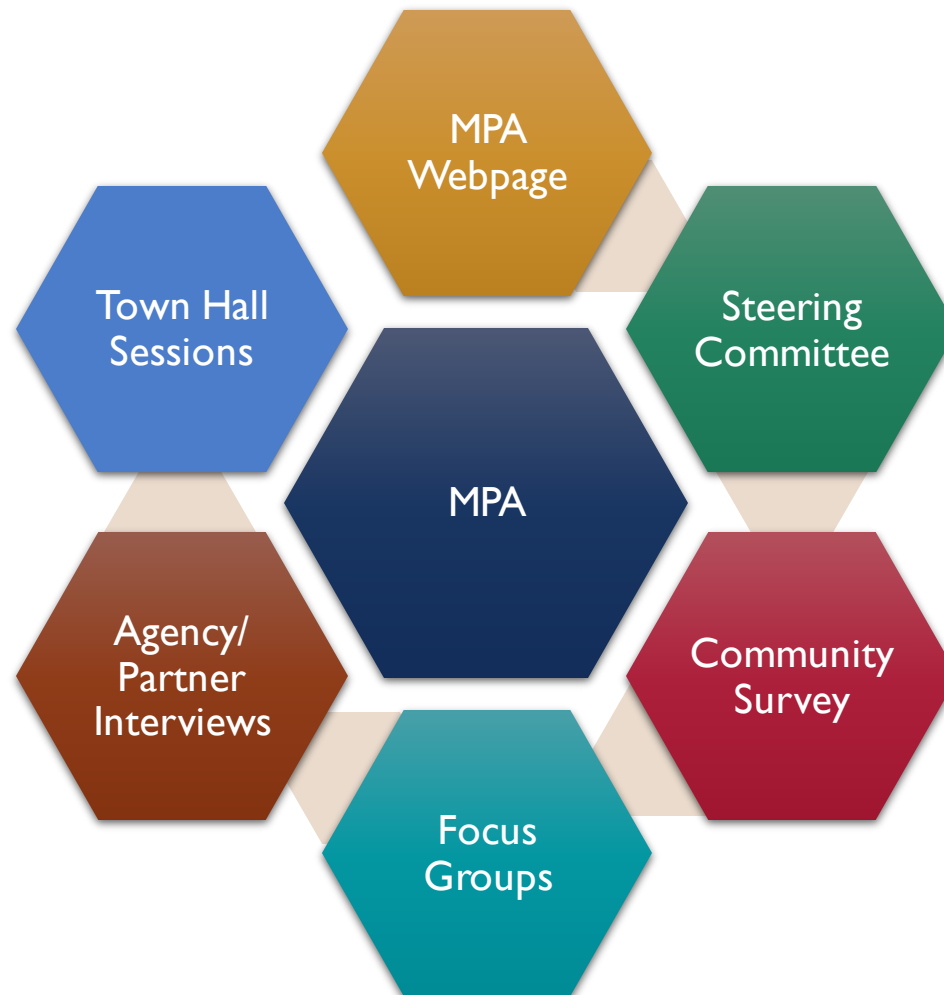 MPA
Webpage
Town Hall
Sessions
Steering
Committee
MPA
Agency/
Partner
Interviews
Community
Survey
Focus
Groups